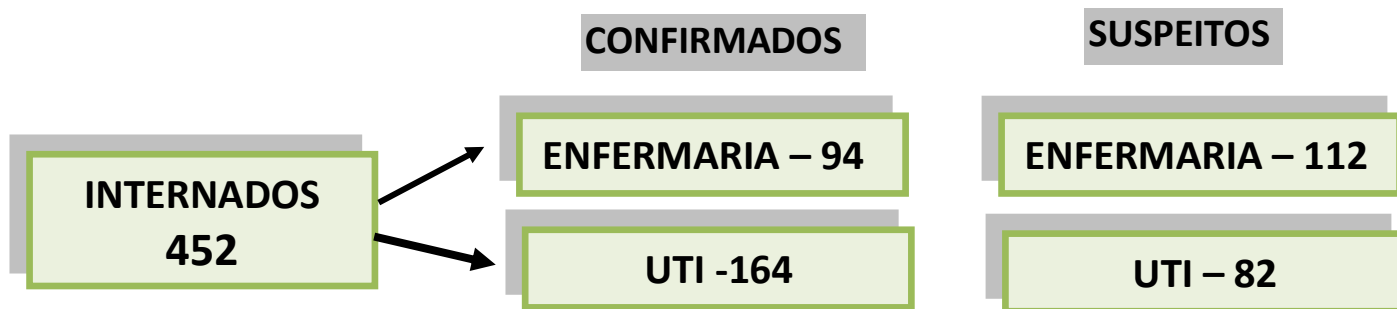 CONFIRMADOS
SUSPEITOS
INTERNADOS
452
ENFERMARIA – 94
ENFERMARIA – 112
UTI -164
UTI – 82